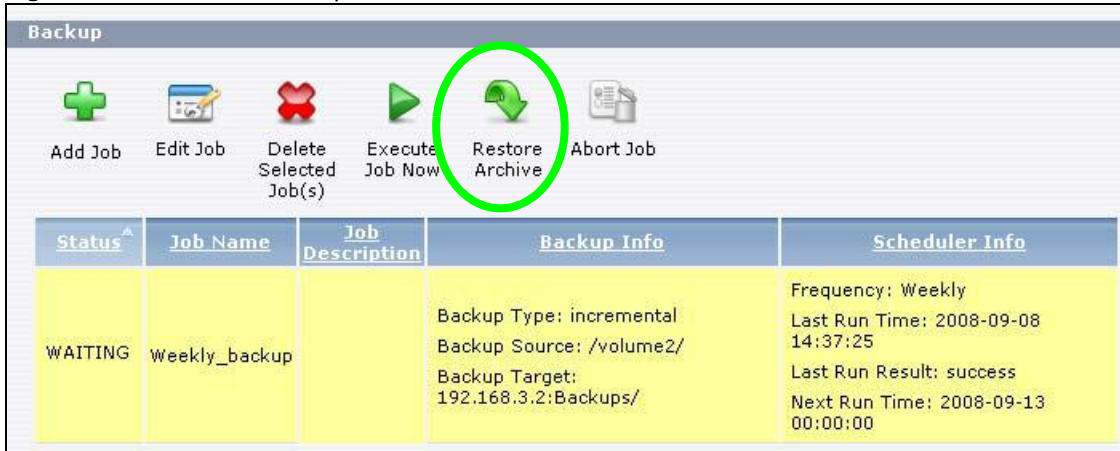 Backup
Add Job
Edit Job
Delete
Selected
Job(s)
Execute
Job Now
Restore
Archive
Abort Job
Status
Job Name
Job
Description
Backup Info
Scheduler Info
WAITING
Weekly_backup
Backup Type: incremental
Backup Source: /volume2/
Backup Target:
192.168.3.2:Backups/
Frequency: Weekly
Last Run Time: 2008-09-08
14:37:25
Last Run Result: success
Next Run Time: 2008-09-13
00:00:00